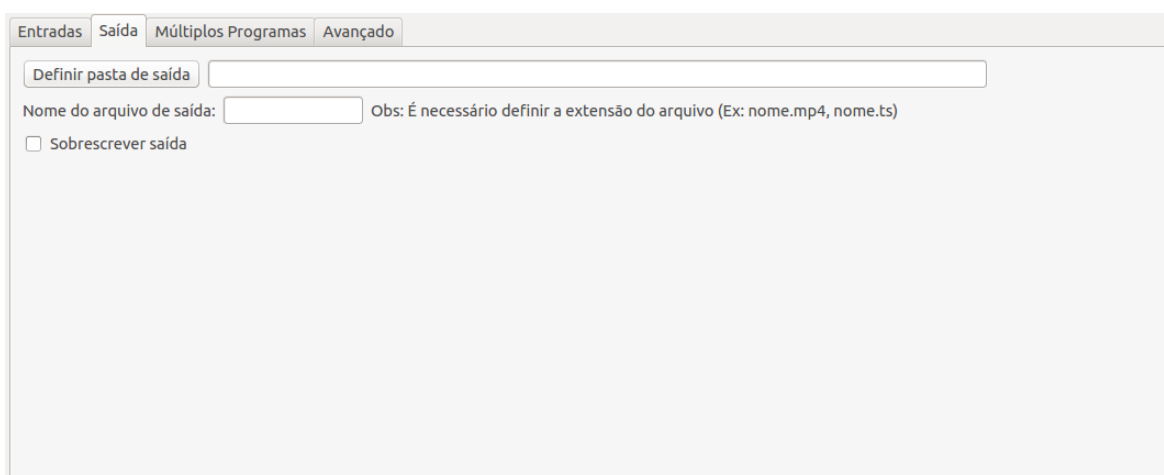 Entradas Saída Múltiplos Programas Avançado
Definir pasta de saída
Nome do arquivo de saída: Obs: É necessário definir a extensão do arquivo (Ex: nome.mp4, nome.ts)
Sobrescrever saída